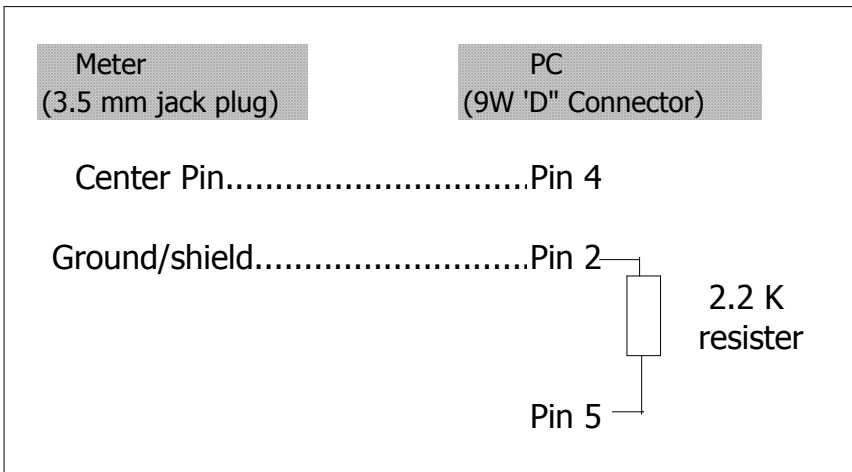 Meter PC
(3.5 mm jack plug) (9W 'D" Connector)
Center Pin...............................Pin 4
Ground/shield............................Pin 2
2.2 K
resister
Pin 5